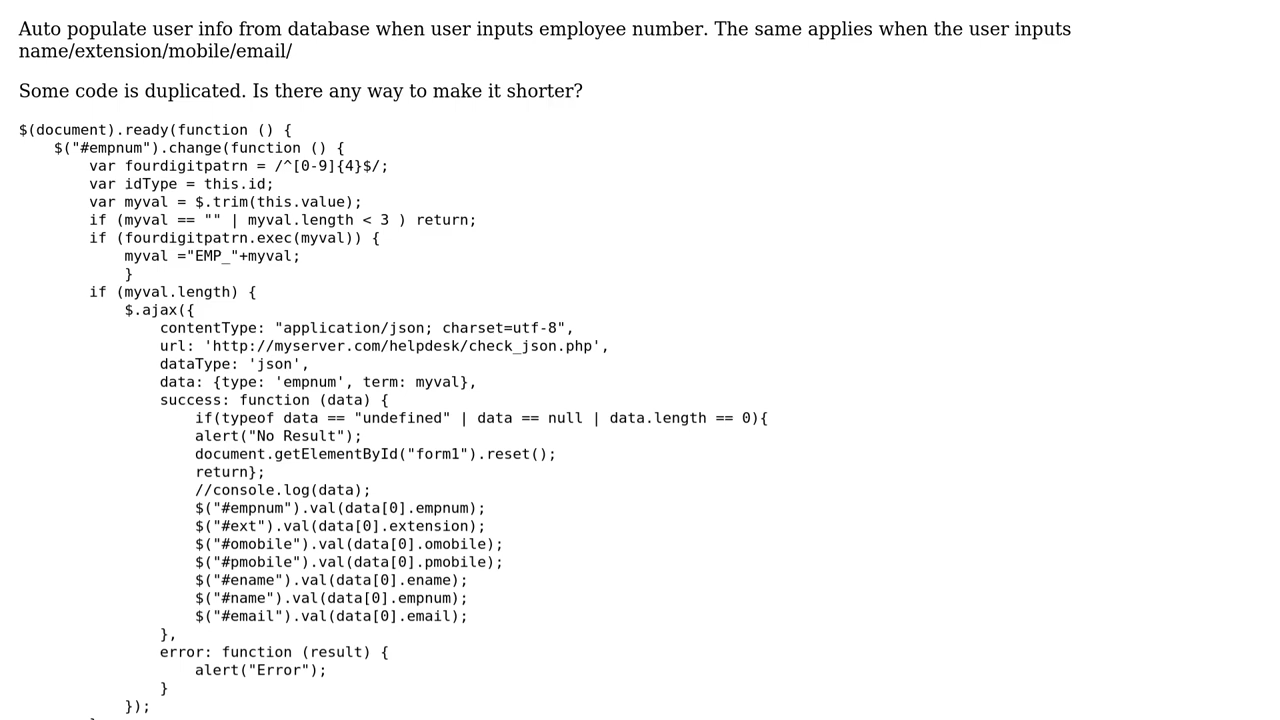 Auto populate user info from database when user inputs employee number. The same applies when the user inputs
name/extension/mobile/email/
Some code is duplicated. Is there any way to make it shorter?
$(document).ready(function () {
    $("#empnum").change(function () {
        var fourdigitpatrn = /^[0-9]{4}$/;
        var idType = this.id;
        var myval = $.trim(this.value);
        if (myval == "" | myval.length < 3 ) return;
        if (fourdigitpatrn.exec(myval)) {
            myval ="EMP_"+myval;
            }
        if (myval.length) {
            $.ajax({
                contentType: "application/json; charset=utf-8",
                url: 'http://myserver.com/helpdesk/check_json.php',
                dataType: 'json',
                data: {type: 'empnum', term: myval},
                success: function (data) {
                    if(typeof data == "undefined" | data == null | data.length == 0){
                    alert("No Result");
                    document.getElementById("form1").reset();
                    return};
                    //console.log(data);
                    $("#empnum").val(data[0].empnum);
                    $("#ext").val(data[0].extension);
                    $("#omobile").val(data[0].omobile);
                    $("#pmobile").val(data[0].pmobile);
                    $("#ename").val(data[0].ename);
                    $("#name").val(data[0].empnum);
                    $("#email").val(data[0].email);
                },
                error: function (result) {
                    alert("Error");
                }
            });